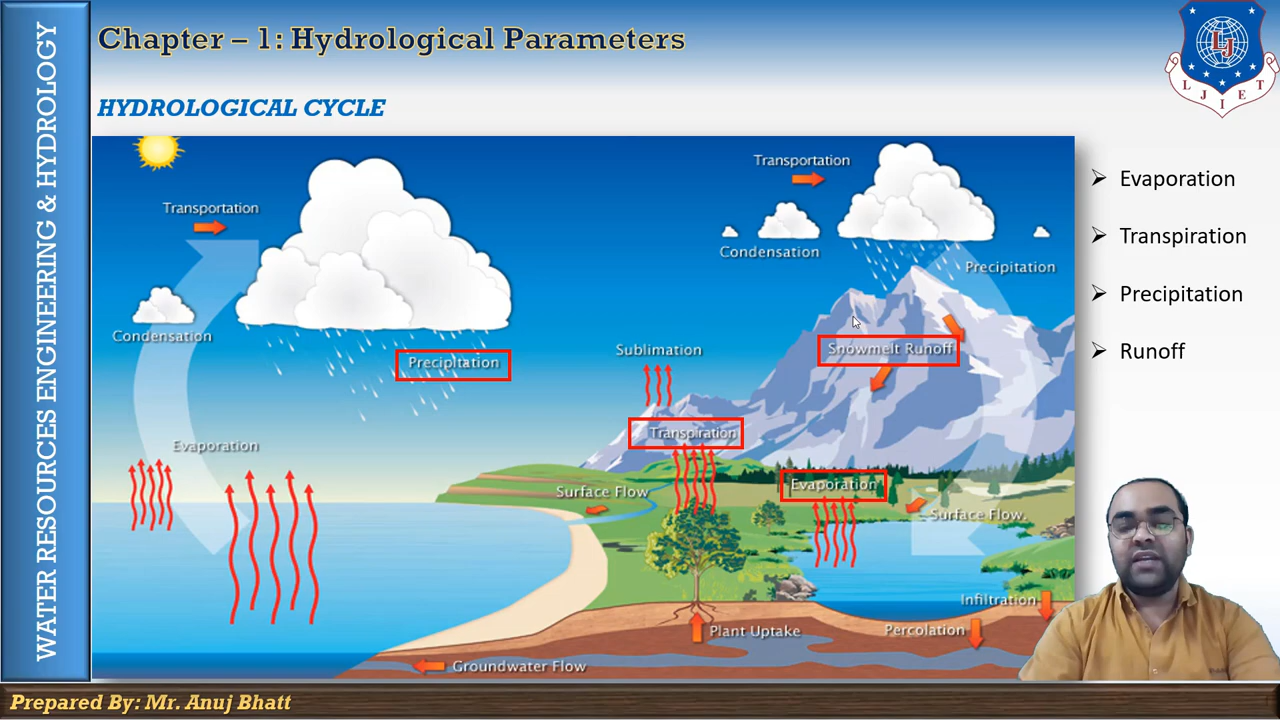 Chapter – 1: Hydrological Parameters
WATER RESOURCES ENGINEERING & HYDROLOGY
LJIET
HYDROLOGICAL CYCLE
Transportation
Transportation
Condensation
Precipitation
Condensation
Precipitation
Sublimation
Snowmelt Runoff
Evaporation
Transpiration
Evaporation
Surface Flow
Surface Flow
Infiltration
Plant Uptake
Percolation
Groundwater Flow
➢ Evaporation
➢ Transpiration
➢ Precipitation
➢ Runoff
Prepared By: Mr. Anuj Bhatt